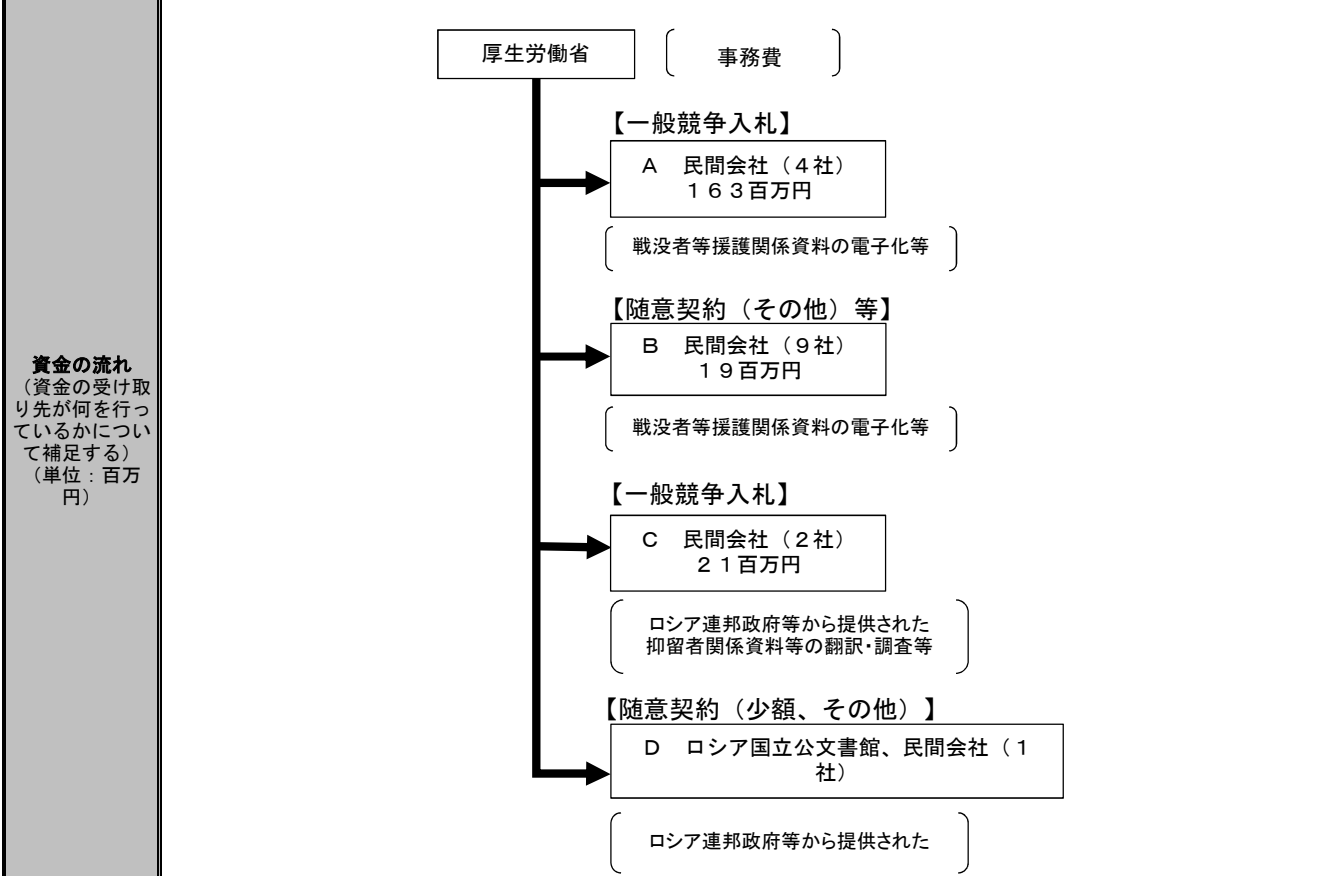 資金の流れ
（資金の受け取
り先が何を行っ
ているかについ
て補足する）
（単位：百万
円）
厚生労働省
事務費
【一般競争入札】
Ａ　民間会社（４社）
１６３百万円
戦没者等援護関係資料の電子化等
【随意契約（その他）等】
Ｂ　民間会社（９社）
１９百万円
戦没者等援護関係資料の電子化等
【一般競争入札】
Ｃ　民間会社（２社）
２１百万円
ロシア連邦政府等から提供された
抑留者関係資料等の翻訳・調査等
【随意契約（少額、その他）】
Ｄ　ロシア国立公文書館、民間会社（１
社）
ロシア連邦政府等から提供された